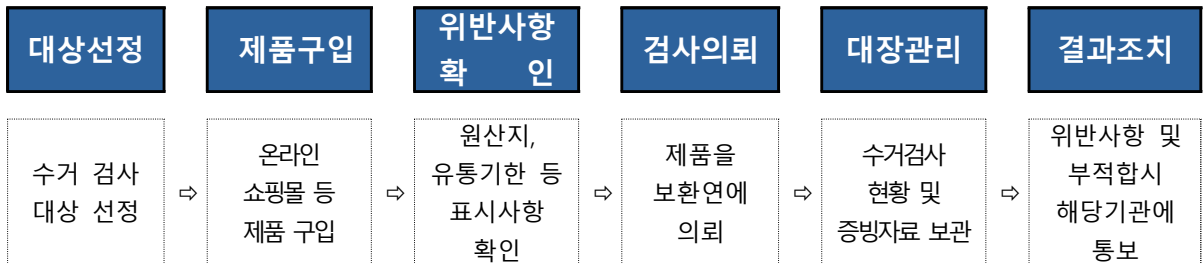 대상선정
제품구입
위반사항
확 인
검사의뢰
대장관리
결과조치
수거 검사
대상 선정
⇨
온라인
쇼핑몰 등
제품 구입
⇨
원산지,
유통기한 등
표시사항
확인
⇨
제품을
보환연에
의뢰
⇨
수거검사
현황 및
증빙자료 보관
⇨
위반사항 및
부적합시
해당기관에
통보